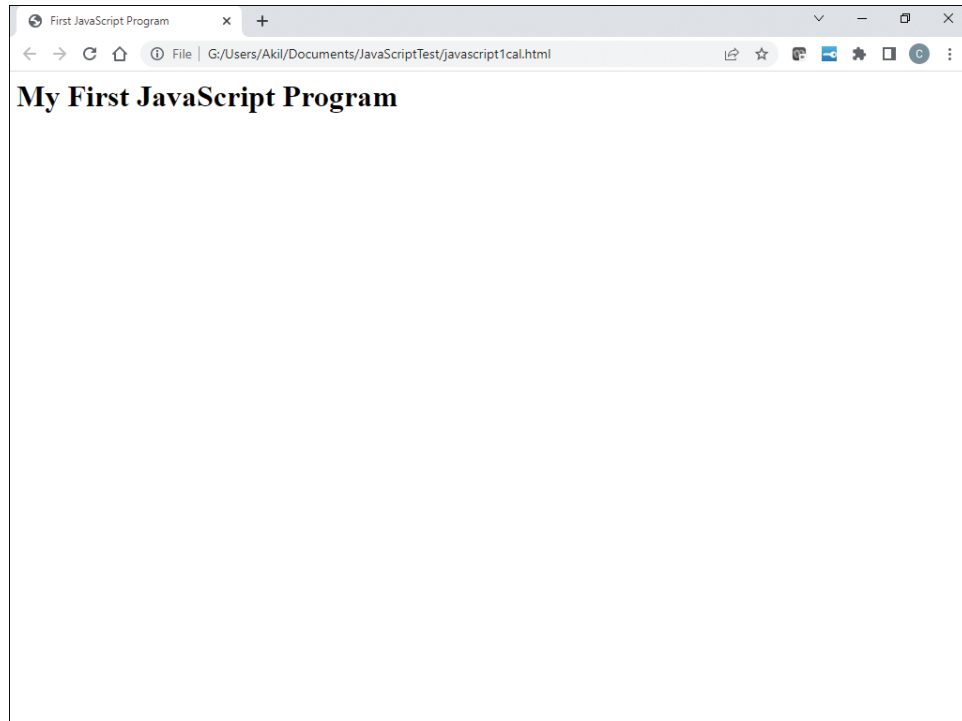 First JavaScript Program
File | G:/Users/Akil/Documents/JavaScriptTest/javascript1cal.html
C
My First JavaScript Program